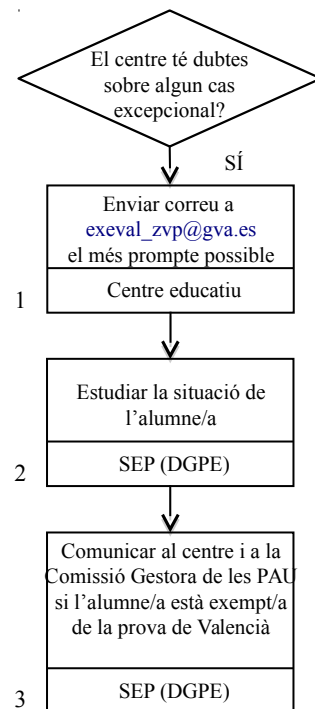 El centre té dubtes
sobre algun cas
excepcional?
SÍ
Enviar correu a
exeval_zvp@gva.es
el més prompte possible
1
Centre educatiu
Estudiar la situació de
l’alumne/a
2
SEP (DGPE)
Comunicar al centre i a la
Comissió Gestora de les PAU
si l’alumne/a està exempt/a
de la prova de Valencià
3
SEP (DGPE)